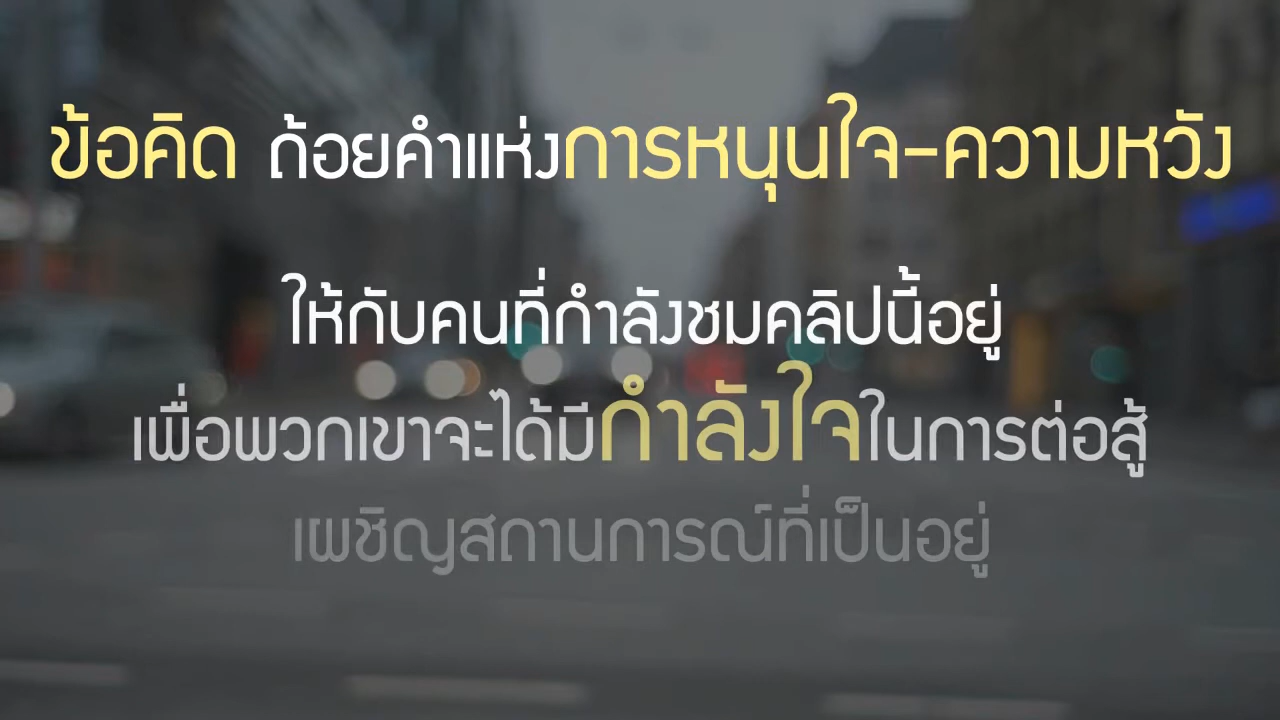 ข้อคิด ถ้อยคำแห่งการหนุนใจ-ความหวัง
ให้กับคนที่กำลังชมคลิปนี้อยู่
เพื่อพวกเขาจะได้มีกำลังใจในการต่อสู้
เผชิญสถานการณ์ที่เป็นอยู่